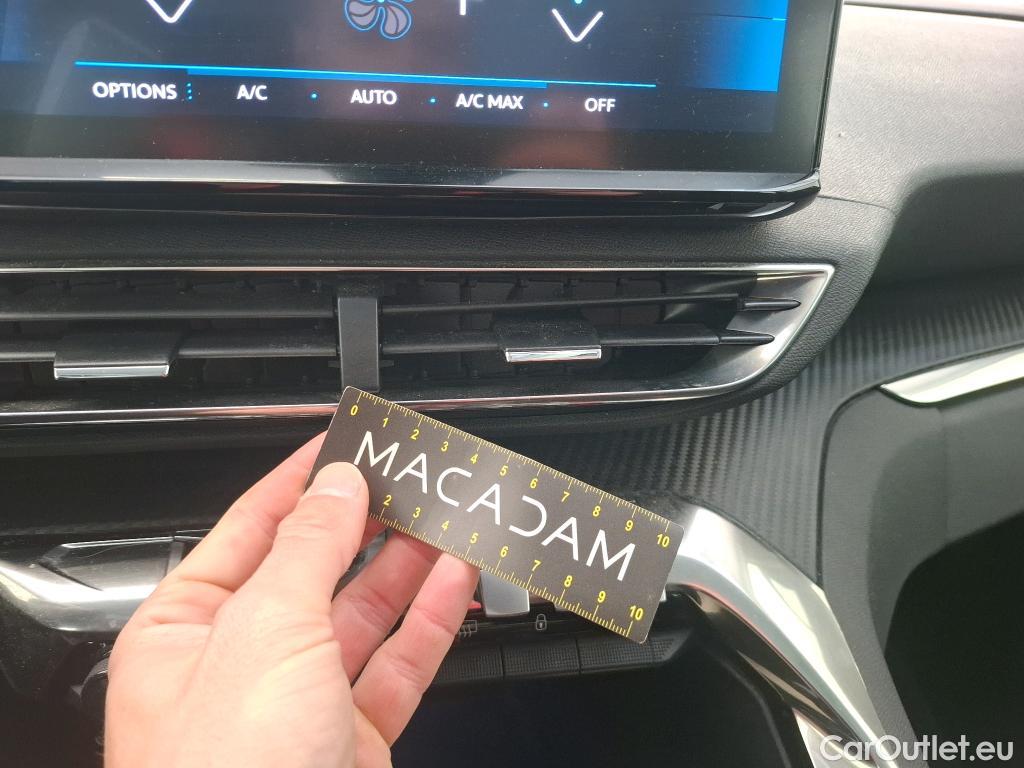 OPTIONS A/C AUTO A/C MAX OFF
0 1 2 3 4 5 6 7 8 9 10
MACADAM
2 3 4 5 6 7 8 9 10
CarOutlet.eu